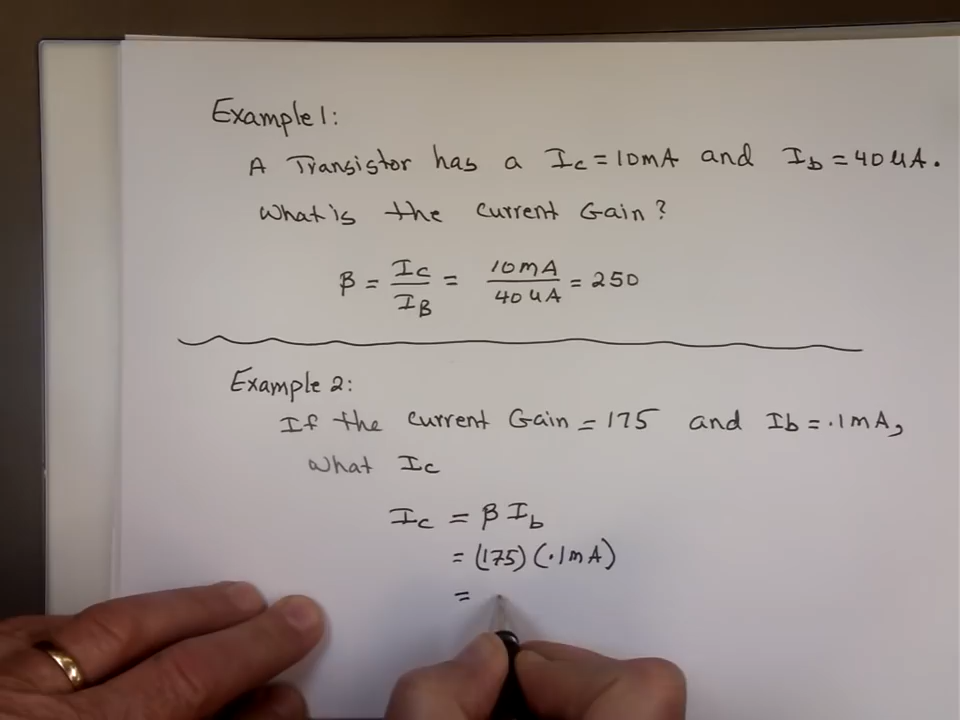 Example 1:
A Transistor has a Ic = 10mA and Ib = 40uA.
What is the Current Gain?
β = Ic/IB = 10mA/40uA = 250
Example 2:
If the Current Gain = 175 and Ib = .1mA,
what Ic
Ic = β Ib
= (175)(.1mA)
=